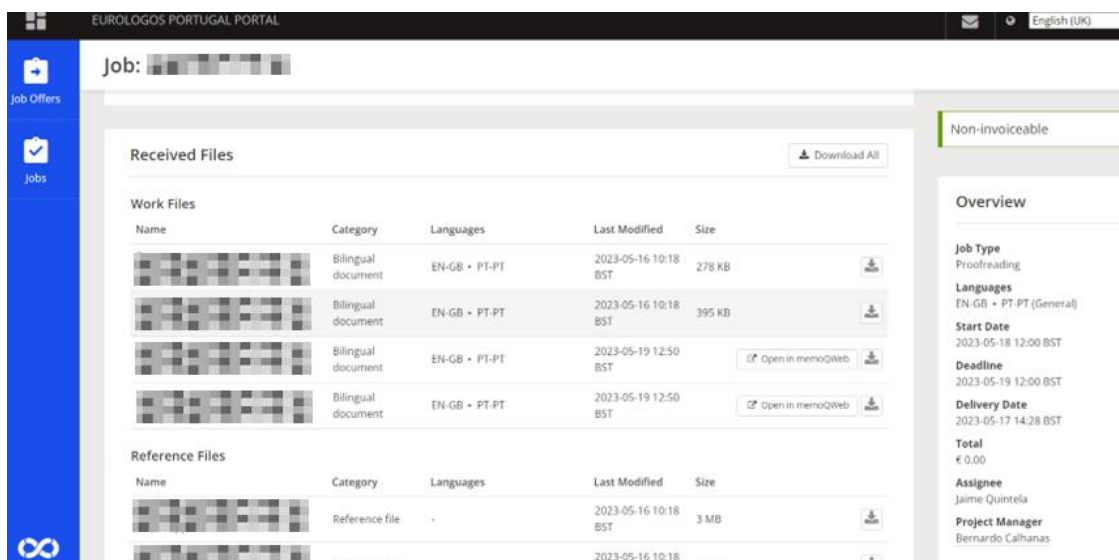 EUROLOGOS PORTUGAL PORTAL
English (UK)
Job:
Job Offers
Jobs
Received Files
Download All
Work Files
Name Category Languages Last Modified Size
Bilingual document EN-GB ▸ PT-PT 2023-05-16 10:18 BST 278 KB
Bilingual document EN-GB ▸ PT-PT 2023-05-16 10:18 BST 395 KB
Bilingual document EN-GB ▸ PT-PT 2023-05-19 12:50 BST Open in memoQWeb
Bilingual document EN-GB ▸ PT-PT 2023-05-19 12:50 BST Open in memoQWeb
Reference Files
Name Category Languages Last Modified Size
Reference file - 2023-05-16 10:18 BST 3 MB
2023-05-16 10:18
Non-invoiceable
Overview
Job Type
Proofreading
Languages
EN-GB ▸ PT-PT (General)
Start Date
2023-05-18 12:00 BST
Deadline
2023-05-19 12:00 BST
Delivery Date
2023-05-17 14:28 BST
Total
€ 0.00
Assignee
Jaime Quintela
Project Manager
Bernardo Calhanas